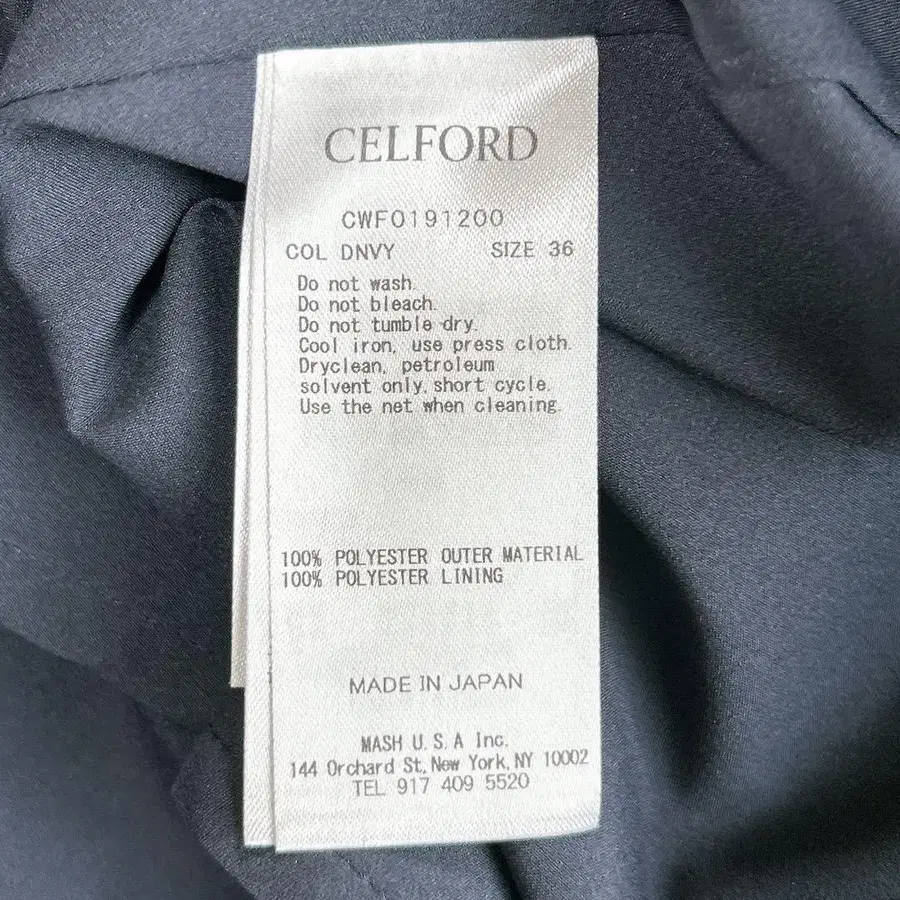 CELFORD
CWF0191200
COL DNVY SIZE 36
Do not wash.
Do not bleach.
Do not tumble dry.
Cool iron, use press cloth.
Dryclean, petroleum
solvent only, short cycle.
Use the net when cleaning.
100% POLYESTER OUTER MATERIAL
100% POLYESTER LINING
MADE IN JAPAN
MASH U.S.A Inc.
144 Orchard St, New York, NY 10002
TEL 917 409 5520